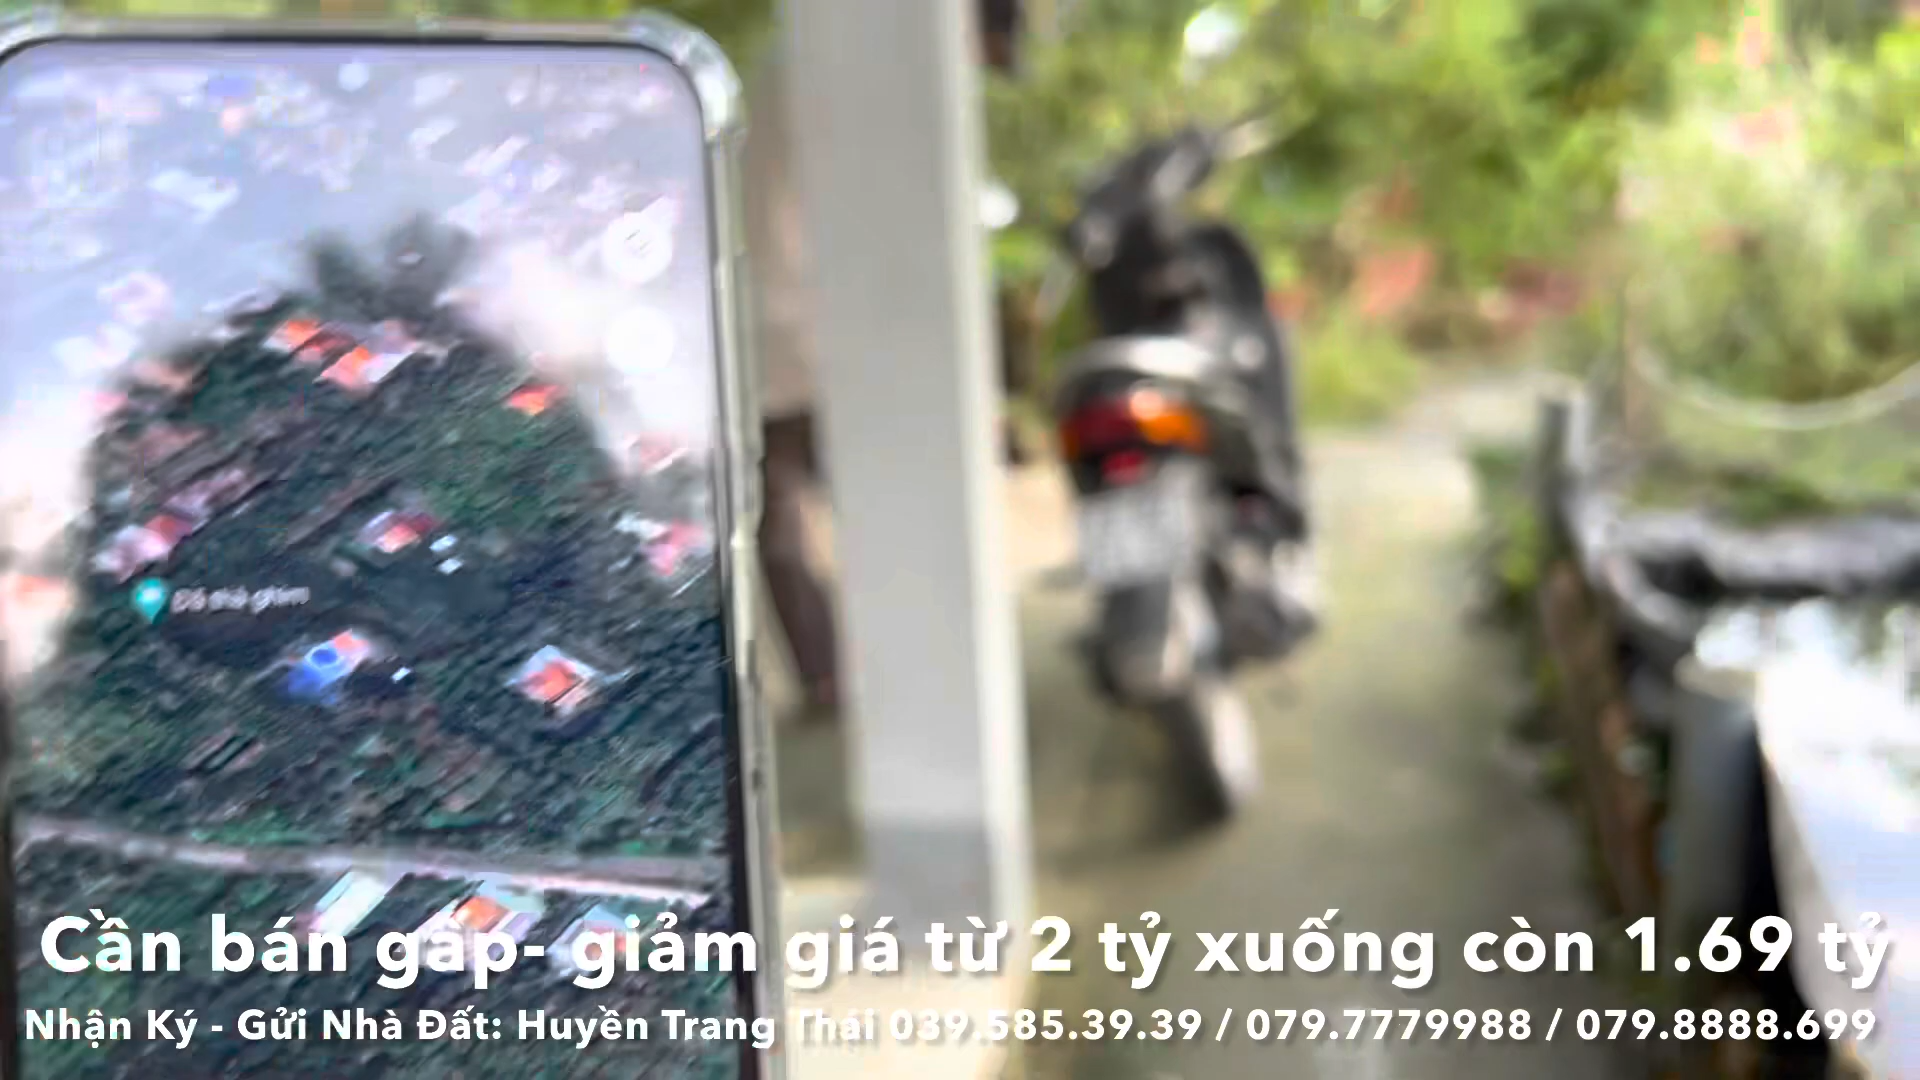 Cần bán gấp- giảm giá từ 2 tỷ xuống còn 1.69 tỷ
Nhận Ký - Gửi Nhà Đất: Huyền Trang Thái 039.585.39.39 / 079.7779988 / 079.8888.699